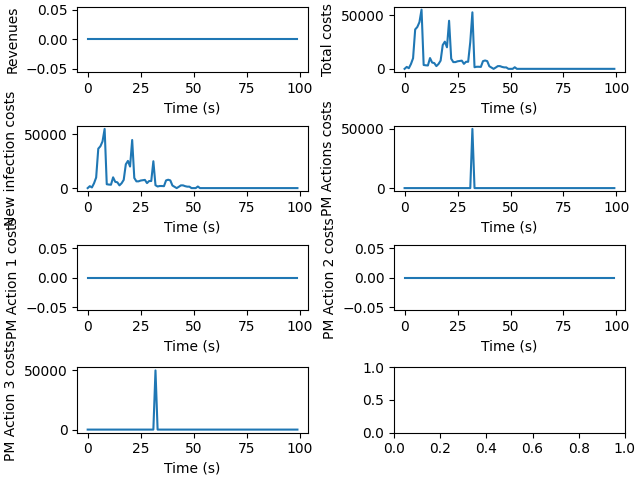 Revenues
0.05
0.00
−0.05
0 25 50 75 100
Time (s)
Total costs
50000
0
0 25 50 75 100
Time (s)
New infection costs
50000
0
0 25 50 75 100
Time (s)
PM Actions costs
50000
0
0 25 50 75 100
Time (s)
PM Action 1 costs
0.05
0.00
−0.05
0 25 50 75 100
Time (s)
PM Action 2 costs
0.05
0.00
−0.05
0 25 50 75 100
Time (s)
PM Action 3 costs
50000
0
0 25 50 75 100
Time (s)
1.0
0.5
0.0
0.0 0.2 0.4 0.6 0.8 1.0